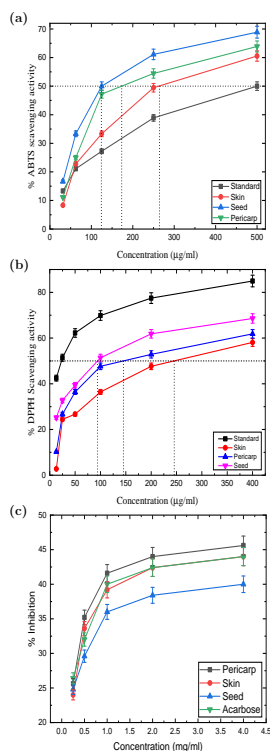 (a)
% ABTS scavenging activity
70
60
50
40
30
20
10
0
0 100 200 300 400 500
Standard
Skin
Seed
Pericarp
Concentration (µg/ml)
(b)
% DPPH Scavenging activity
80
60
40
20
0
0 50 100 150 200 250 300 350 400
Standard
Skin
Pericarp
Seed
Concentration (µg/ml)
(c)
% Inibition
45
40
35
30
25
20
0.0 0.5 1.0 1.5 2.0 2.5 3.0 3.5 4.0 4.5
Pericarp
Skin
Seed
Acarbose
Concentration (mg/ml)